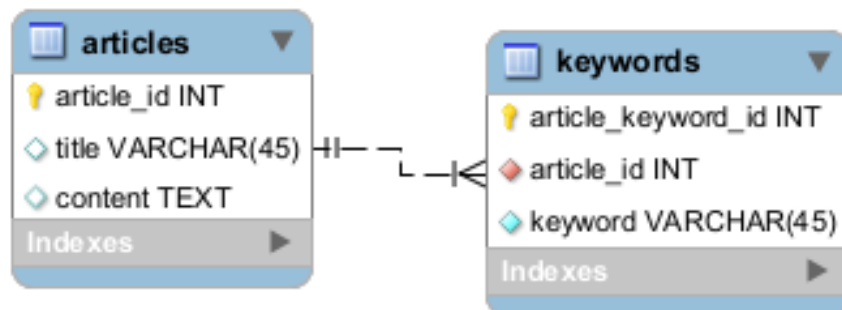 articles
article_id INT
title VARCHAR(45)
content TEXT
Indexes
keywords
article_keyword_id INT
article_id INT
keyword VARCHAR(45)
Indexes